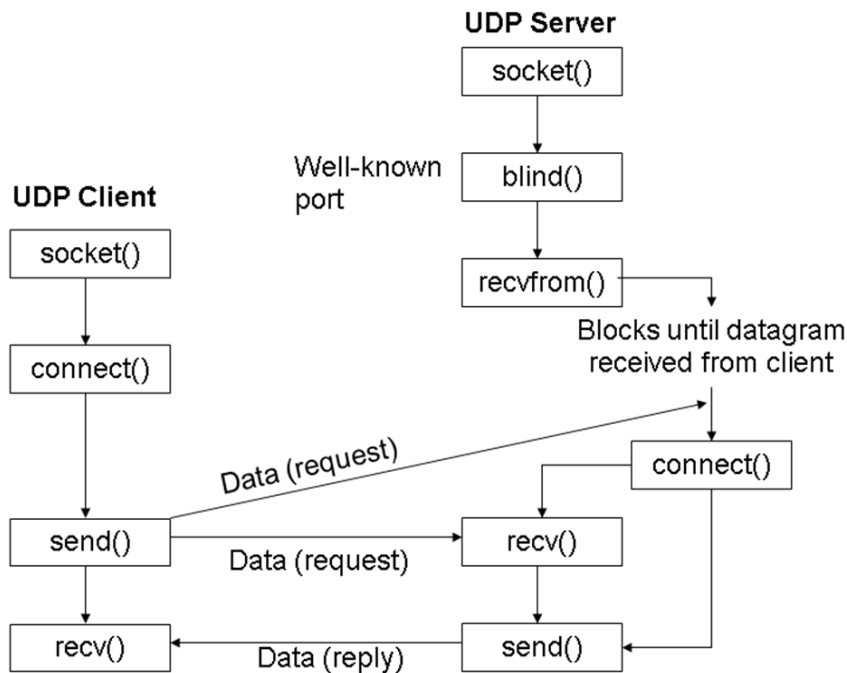 UDP Server
socket()
Well-known
port
blind()
UDP Client
socket()
recvfrom()
Blocks until datagram
received from client
connect()
connect()
Data (request)
send()
Data (request)
recv()
recv()
Data (reply)
send()